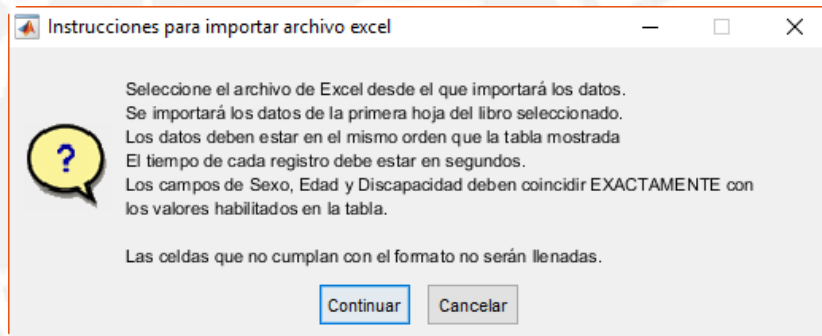 Instrucciones para importar archivo excel
Seleccione el archivo de Excel desde el que importará los datos.
Se importará los datos de la primera hoja del libro seleccionado.
Los datos deben estar en el mismo orden que la tabla mostrada
El tiempo de cada registro debe estar en segundos.
Los campos de Sexo, Edad y Discapacidad deben coincidir EXACTAMENTE con
los valores habilitados en la tabla.
Las celdas que no cumplan con el formato no serán llenadas.
?
Continuar Cancelar